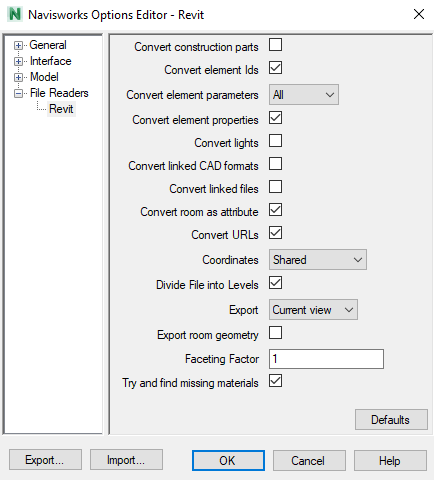 Navisworks Options Editor - Revit
General
Interface
Model
File Readers
Revit
Convert construction parts
Convert element Ids
Convert element parameters All
Convert element properties
Convert lights
Convert linked CAD formats
Convert linked files
Convert room as attribute
Convert URLs
Coordinates Shared
Divide File into Levels
Export Current view
Export room geometry
Faceting Factor 1
Try and find missing materials
Defaults
Export... Import... OK Cancel Help